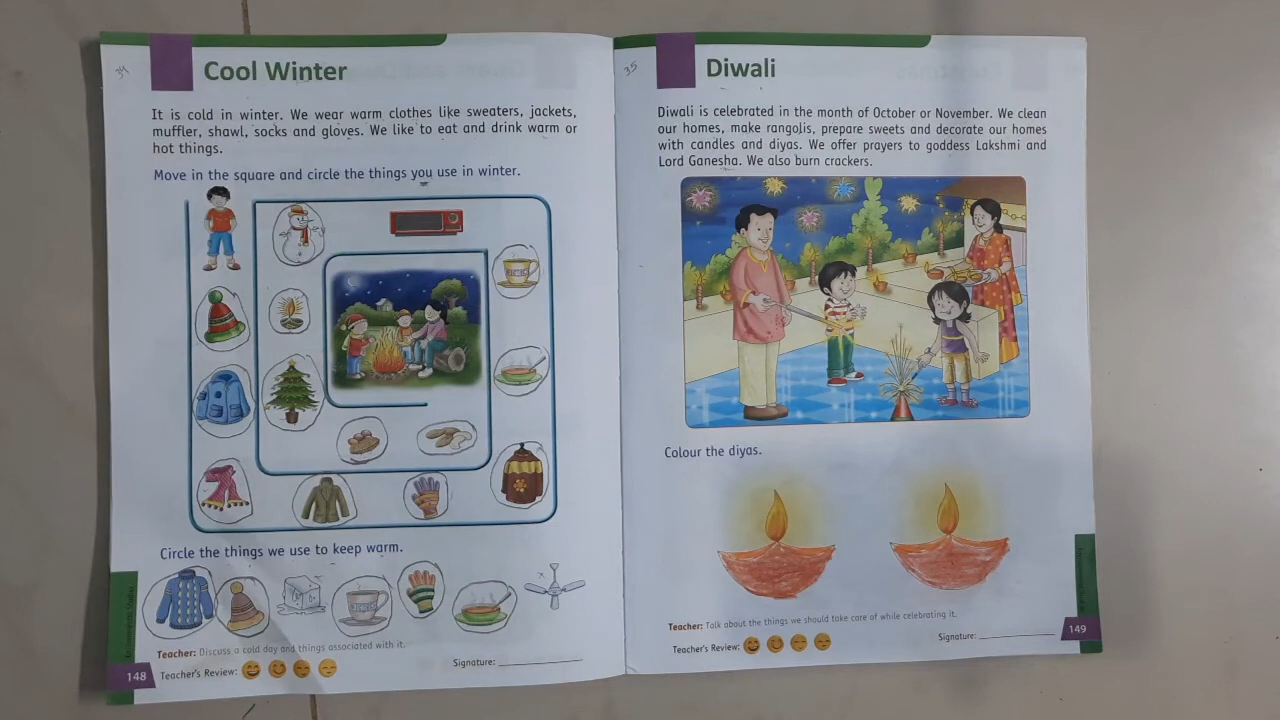 34
Cool Winter
It is cold in winter. We wear warm clothes like sweaters, jackets,
muffler, shawl, socks and gloves. We like to eat and drink warm or
hot things.
Move in the square and circle the things you use in winter.
Circle the things we use to keep warm.
Teacher: Discuss a cold day and things associated with it.
Teacher's Review:
Signature:
148
35
Diwali
Diwali is celebrated in the month of October or November. We clean
our homes, make rangolis, prepare sweets and decorate our homes
with candles and diyas. We offer prayers to goddess Lakshmi and
Lord Ganesha. We also burn crackers.
Colour the diyas.
Teacher: Talk about the things we should take care of while celebrating it.
Teacher's Review:
Signature:
149